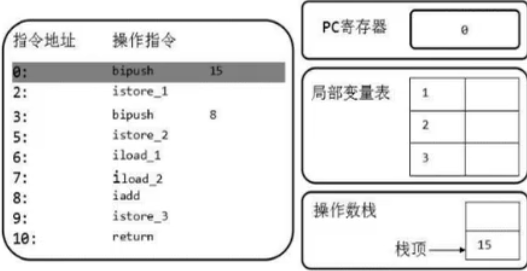 指令地址 操作指令
0: bipush 15
2: istore_1
3: bipush 8
5: istore_2
6: iload_1
7: iload_2
8: iadd
9: istore_3
10: return
PC寄存器 0
局部变量表 1
2
3
操作数栈
栈顶 15